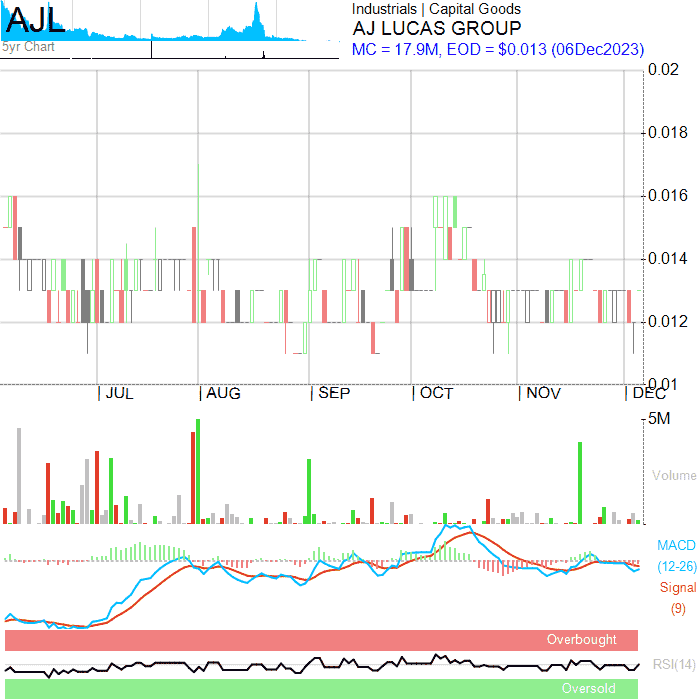 AJL
5yr Chart
Industrials | Capital Goods
AJ LUCAS GROUP
MC = 17.9M, EOD = $0.013 (06Dec2023)
0.02
0.018
0.016
0.014
0.012
0.01
| JUL | AUG | SEP | OCT | NOV | DEC
5M
Volume
MACD
(12-26)
Signal
(9)
Overbought
RSI(14)
Oversold